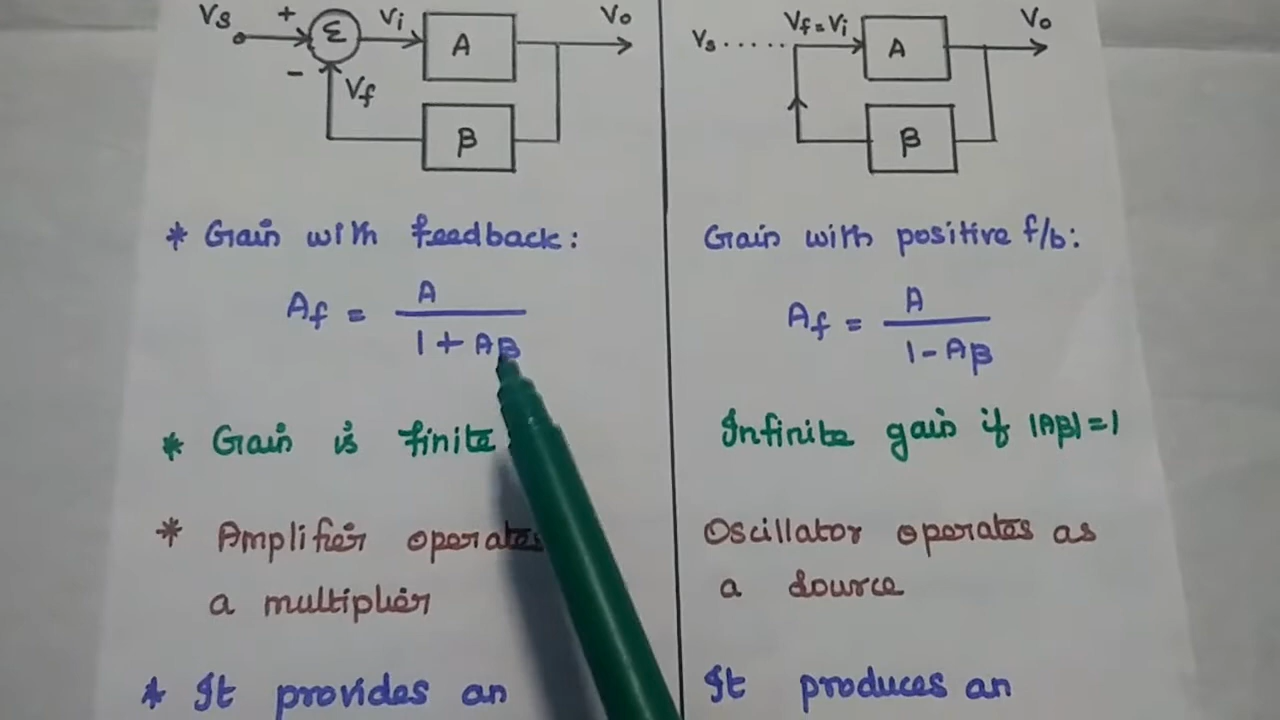 Vs + Σ Vi A Vo
- Vf
β
* Gain with feedback:
Af = A
1 + Aβ
* Gain is finite
* Amplifier operates
a multiplier
* It provides an
Vs ..... Vf = Vi A Vo
β
Gain with positive f/b:
Af = A
1 - Aβ
Infinite gain if |Aβ| = 1
Oscillator operates as
a source
It produces an